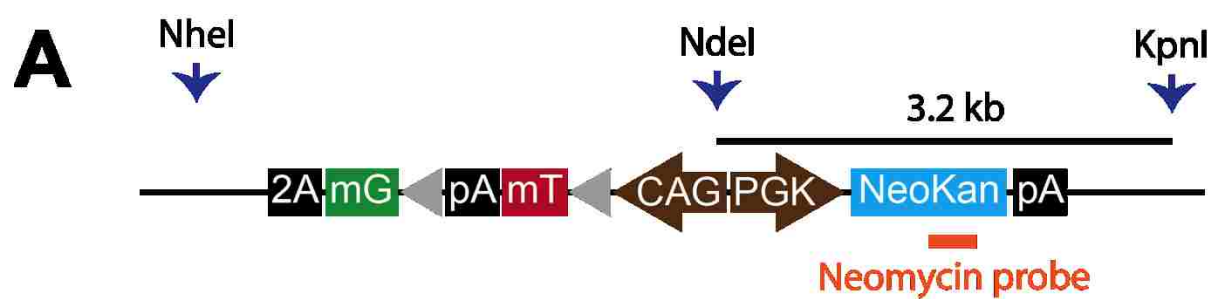 A
NheI
NdeI
KpnI
3.2 kb
2A mG pA mT CAG PGK NeoKan pA
Neomycin probe